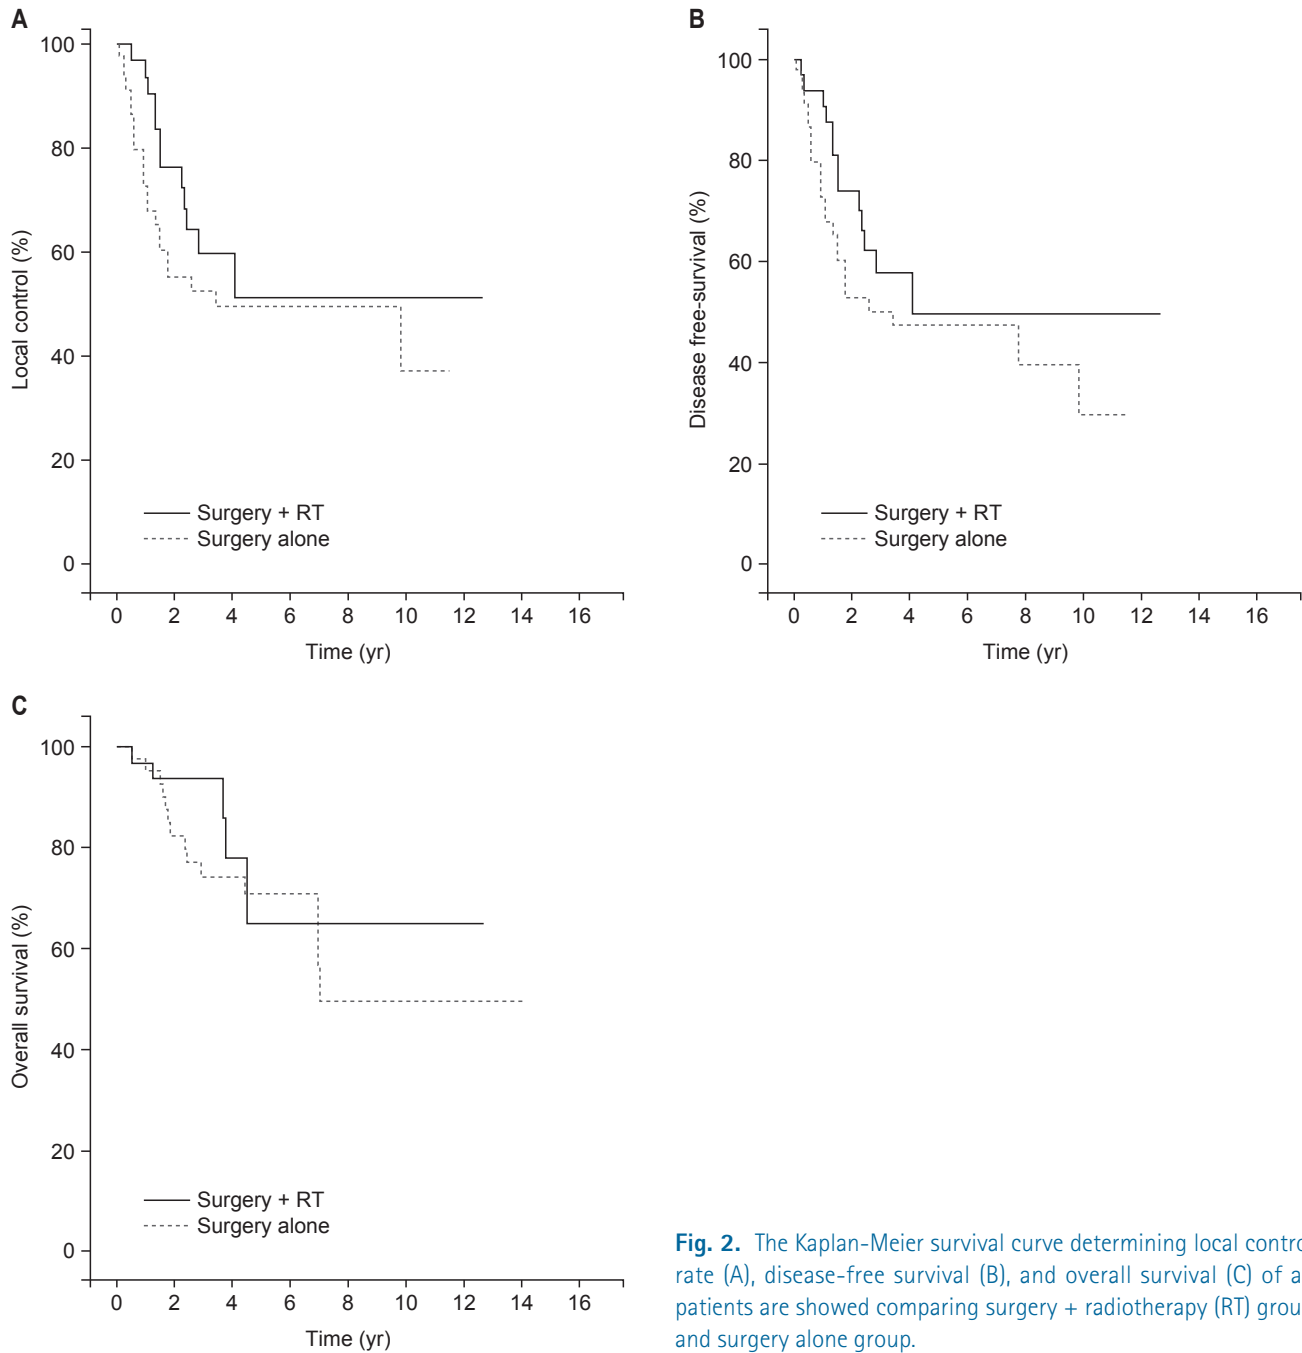 A
100
80
60
40
20
0
Local control (%)
Surgery + RT
Surgery alone
0 2 4 6 8 10 12 14 16
Time (yr)
B
100
80
60
40
20
0
Disease free-survival (%)
Surgery + RT
Surgery alone
0 2 4 6 8 10 12 14 16
Time (yr)
C
100
80
60
40
20
0
Overall survival (%)
Surgery + RT
Surgery alone
0 2 4 6 8 10 12 14 16
Time (yr)
Fig. 2. The Kaplan-Meier survival curve determining local contro
rate (A), disease-free survival (B), and overall survival (C) of a
patients are showed comparing surgery + radiotherapy (RT) grou
and surgery alone group.